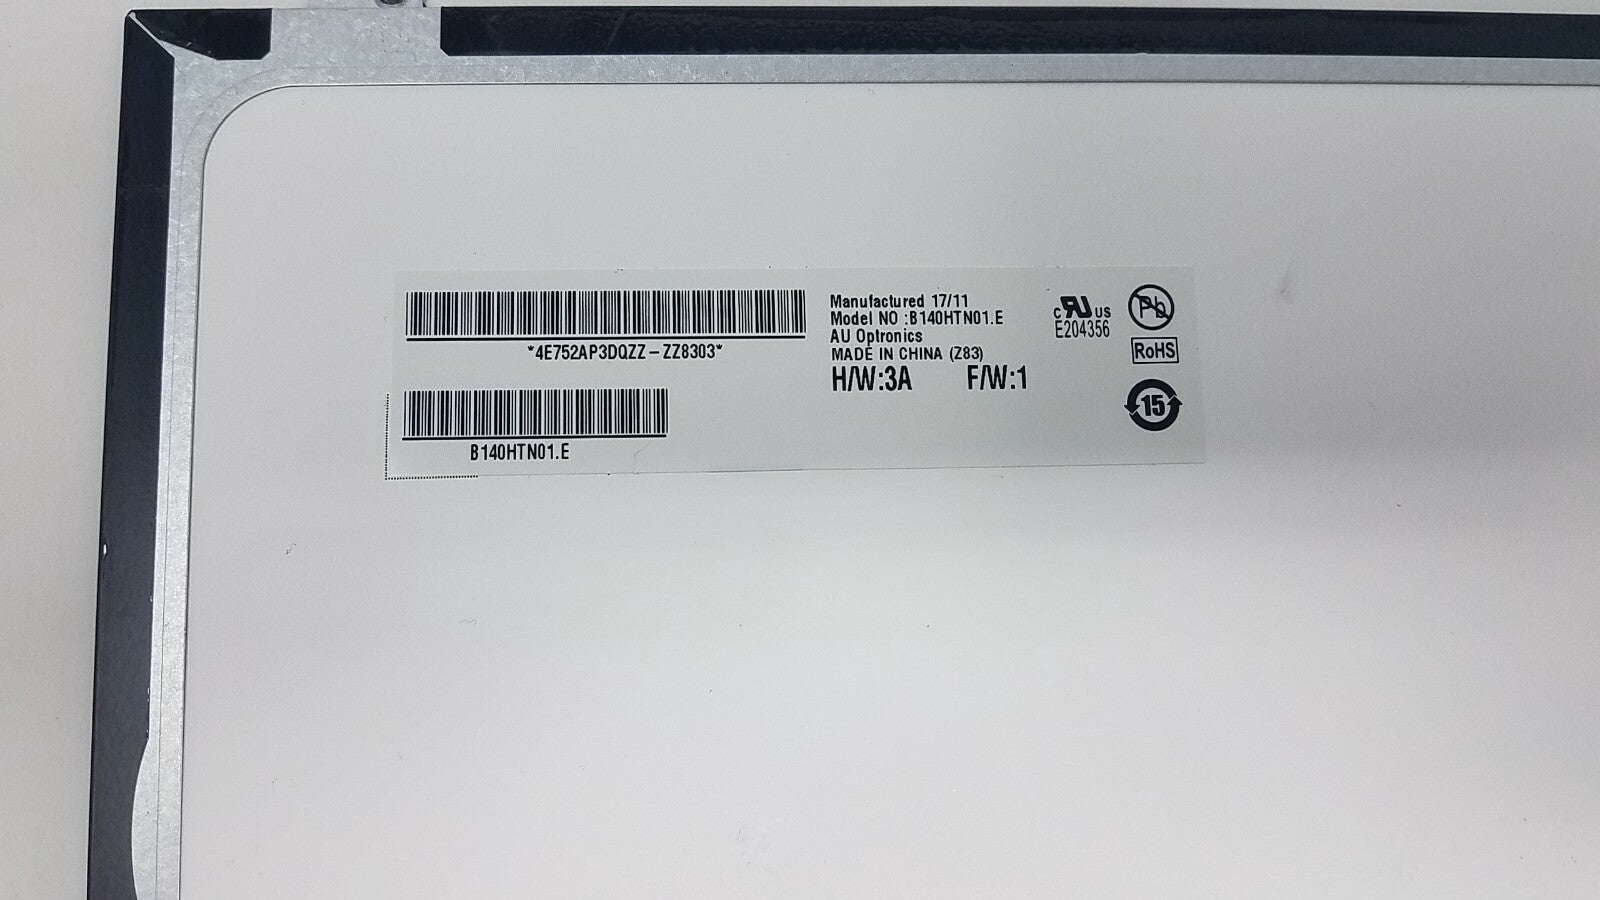 *4E752AP3DQZZ-ZZ8303*
B140HTN01.E
Manufactured 17/11
Model NO :B140HTN01.E
AU Optronics
MADE IN CHINA (Z83)
H/W:3A F/W:1
c RU US
E204356
Pb
RoHS
15